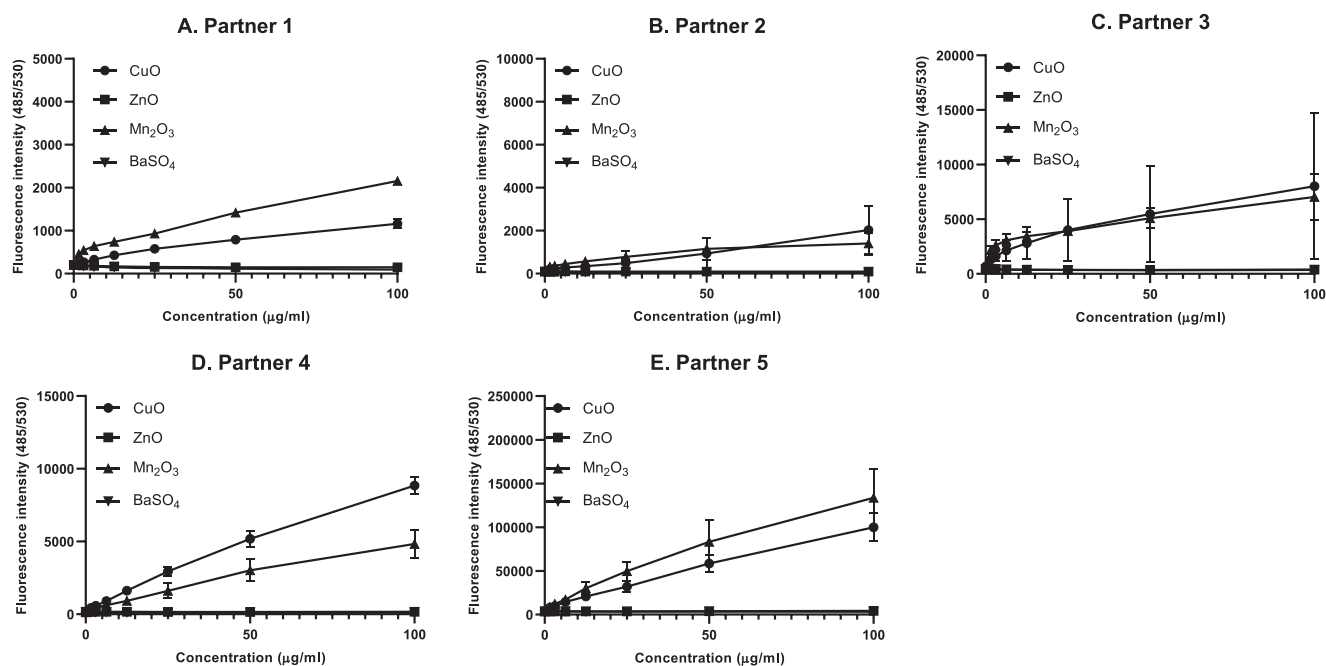 A. Partner 1
Fluorescence intensity (485/530)
5000
4000
3000
2000
1000
0
CuO
ZnO
Mn₂O₃
BaSO₄
0 50 100
Concentration (μg/ml)
B. Partner 2
Fluorescence intensity (485/530)
10000
8000
6000
4000
2000
0
CuO
ZnO
Mn₂O₃
BaSO₄
0 50 100
Concentration (μg/ml)
C. Partner 3
Fluorescence intensity (485/530)
20000
15000
10000
5000
0
CuO
ZnO
Mn₂O₃
BaSO₄
0 50 100
Concentration (μg/ml)
D. Partner 4
Fluorescence intensity (485/530)
15000
10000
5000
0
CuO
ZnO
Mn₂O₃
BaSO₄
0 50 100
Concentration (μg/ml)
E. Partner 5
Fluorescence intensity (485/530)
250000
200000
150000
100000
50000
0
CuO
ZnO
Mn₂O₃
BaSO₄
0 50 100
Concentration (μg/ml)